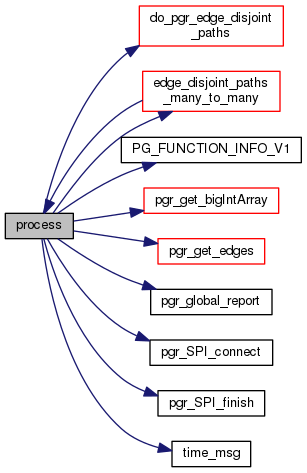 do_pgr_edge_disjoint
_paths
edge_disjoint_paths
_many_to_many
PG_FUNCTION_INFO_V1
pgr_get_bigIntArray
process
pgr_get_edges
pgr_global_report
pgr_SPI_connect
pgr_SPI_finish
time_msg